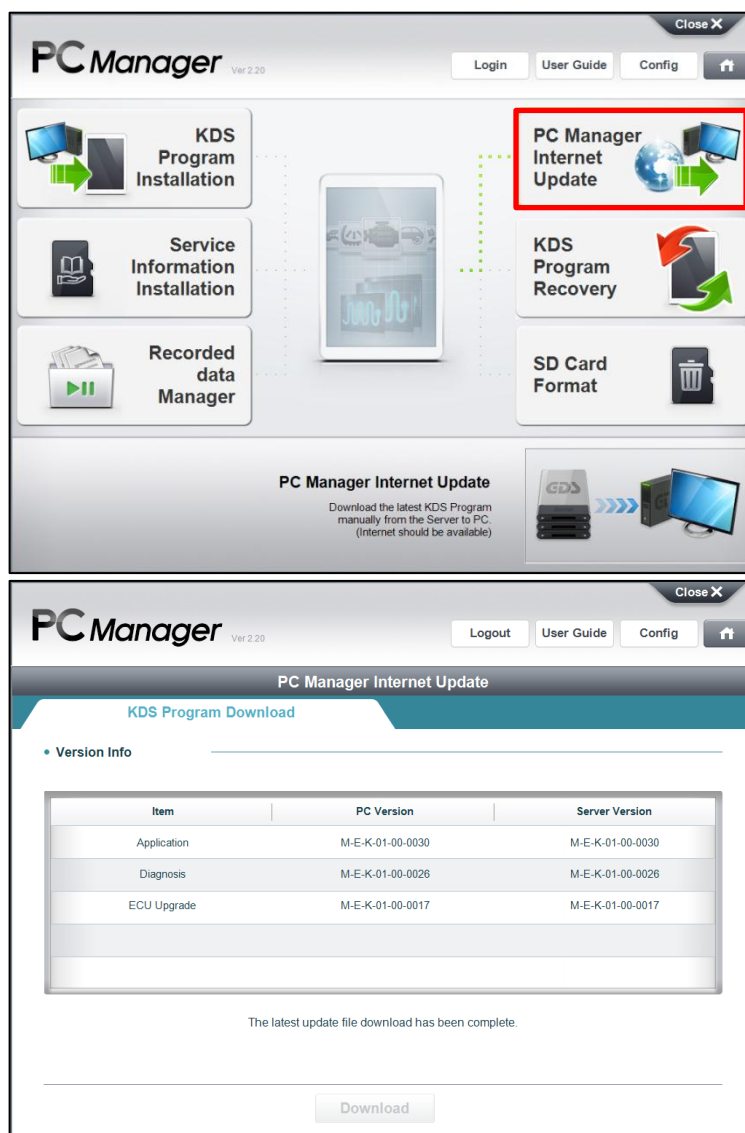 Close X
PC Manager Ver 2.20
Login
User Guide
Config
KDS
Program
Installation
PC Manager
Internet
Update
Service
Information
Installation
KDS
Program
Recovery
Recorded
data
Manager
SD Card
Format
PC Manager Internet Update
Download the latest KDS Program
manually from the Server to PC.
(Internet should be available)
GDS
Close X
PC Manager Ver 2.20
Logout
User Guide
Config
PC Manager Internet Update
KDS Program Download
• Version Info
Item PC Version Server Version
Application M-E-K-01-00-0030 M-E-K-01-00-0030
Diagnosis M-E-K-01-00-0026 M-E-K-01-00-0026
ECU Upgrade M-E-K-01-00-0017 M-E-K-01-00-0017
The latest update file download has been complete.
Download